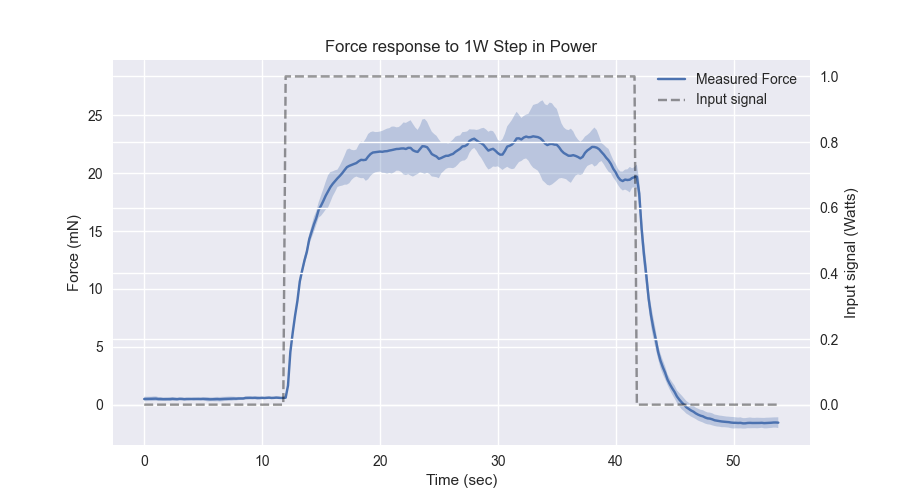 Force response to 1W Step in Power
Measured Force
Input signal
Force (mN)
25
20
15
10
5
0
1.0
0.8
0.6
0.4
0.2
0.0
Input signal (Watts)
0 10 20 30 40 50
Time (sec)